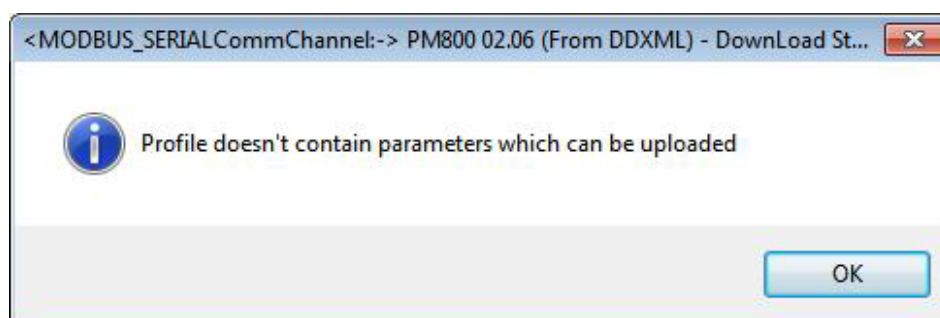 <MODBUS_SERIALCommChannel:-> PM800 02.06 (From DDXML) - DownLoad St...
Profile doesn't contain parameters which can be uploaded
OK